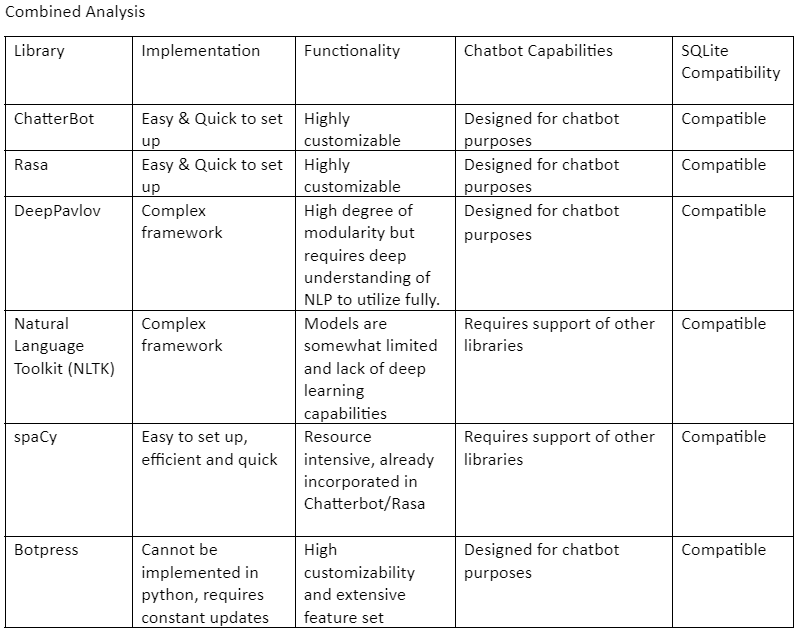 Combined Analysis
Library
Implementation
Functionality
Chatbot Capabilities
SQLite
Compatibility
ChatterBot
Easy & Quick to set
up
Highly
customizable
Designed for chatbot
purposes
Compatible
Rasa
Easy & Quick to set
up
Highly
customizable
Designed for chatbot
purposes
Compatible
DeepPavlov
Complex
framework
High degree of
modularity but
requires deep
understanding of
NLP to utilize fully.
Designed for chatbot
purposes
Compatible
Natural
Language
Toolkit (NLTK)
Complex
framework
Models are
somewhat limited
and lack of deep
learning
capabilities
Requires support of other
libraries
Compatible
spaCy
Easy to set up,
efficient and quick
Resource
intensive, already
incorporated in
Chatterbot/Rasa
Requires support of other
libraries
Compatible
Botpress
Cannot be
implemented in
python, requires
constant updates
High
customizability
and extensive
feature set
Designed for chatbot
purposes
Compatible